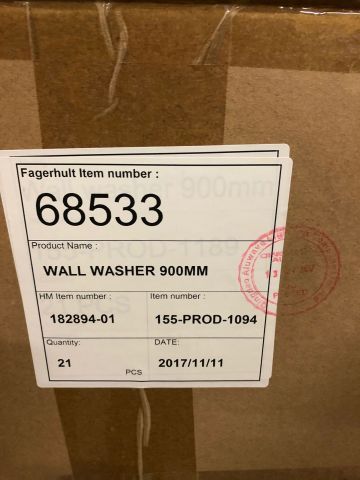 Fagerhult Item number :
68533
Product Name :
WALL WASHER 900MM
HM Item number :
Item number :
182894-01
155-PROD-1094
Quantity:
DATE:
21
PCS
2017/11/11